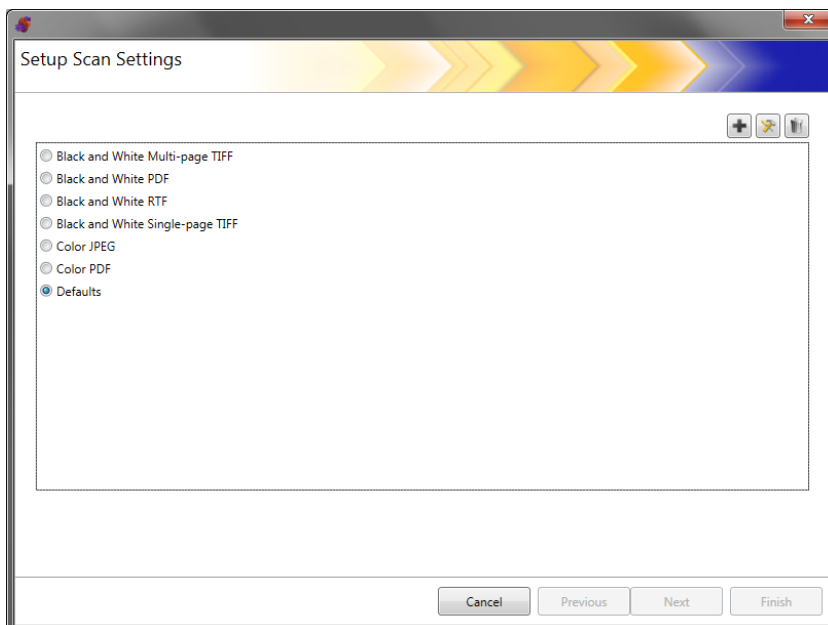 Setup Scan Settings
Black and White Multi-page TIFF
Black and White PDF
Black and White RTF
Black and White Single-page TIFF
Color JPEG
Color PDF
Defaults
Cancel Previous Next Finish